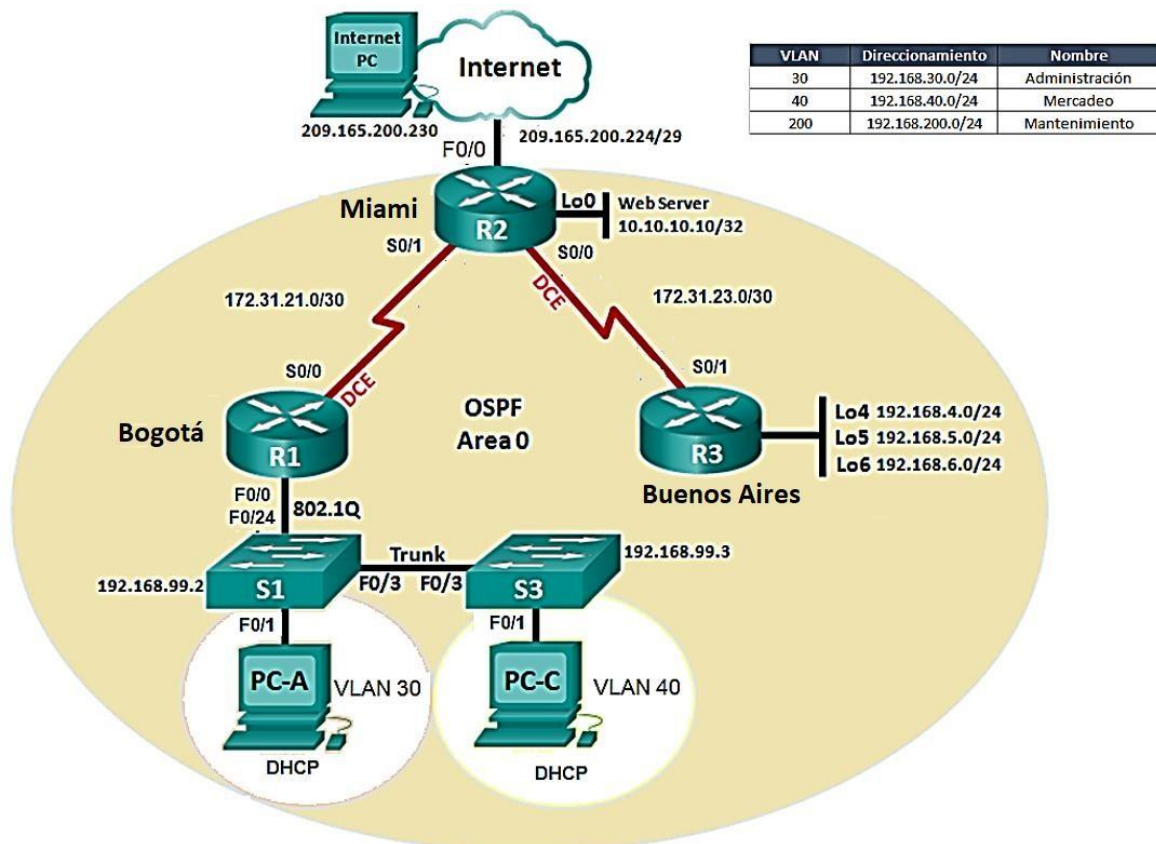 Internet
PC
Internet
209.165.200.230
209.165.200.224/29
F0/0
VLAN Direccionamiento Nombre
30 192.168.30.0/24 Administración
40 192.168.40.0/24 Mercadeo
200 192.168.200.0/24 Mantenimiento
Miami
R2
Lo0
Web Server
10.10.10.10/32
S0/1
S0/0
DCE
172.31.21.0/30
172.31.23.0/30
S0/0
DCE
S0/1
Bogotá
R1
OSPF
Area 0
R3
Buenos Aires
Lo4 192.168.4.0/24
Lo5 192.168.5.0/24
Lo6 192.168.6.0/24
F0/0
F0/24
802.1Q
192.168.99.2
S1
Trunk
F0/3 F0/3
S3
192.168.99.3
F0/1
F0/1
PC-A
VLAN 30
DHCP
PC-C
VLAN 40
DHCP